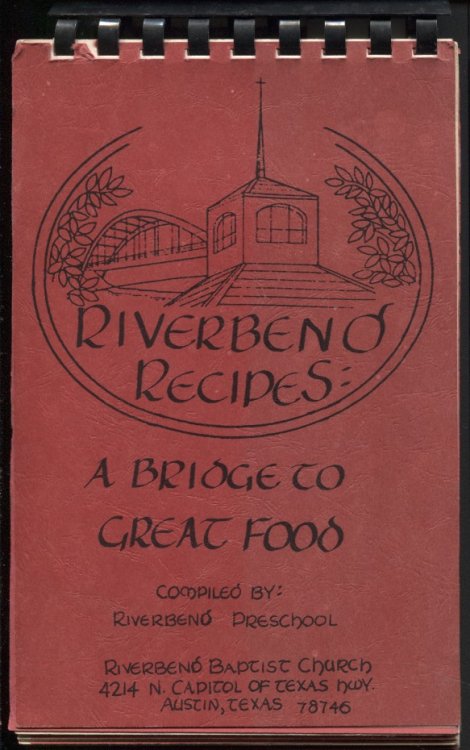 RIVERBEND
RECIPES:
A BRIDGE TO
GREAT FOOD
COMPILED BY:
RIVERBEND PRESCHOOL
RIVERBEND BAPTIST CHURCH
4214 N. CAPITOL OF TEXAS HWY.
AUSTIN, TEXAS 78746